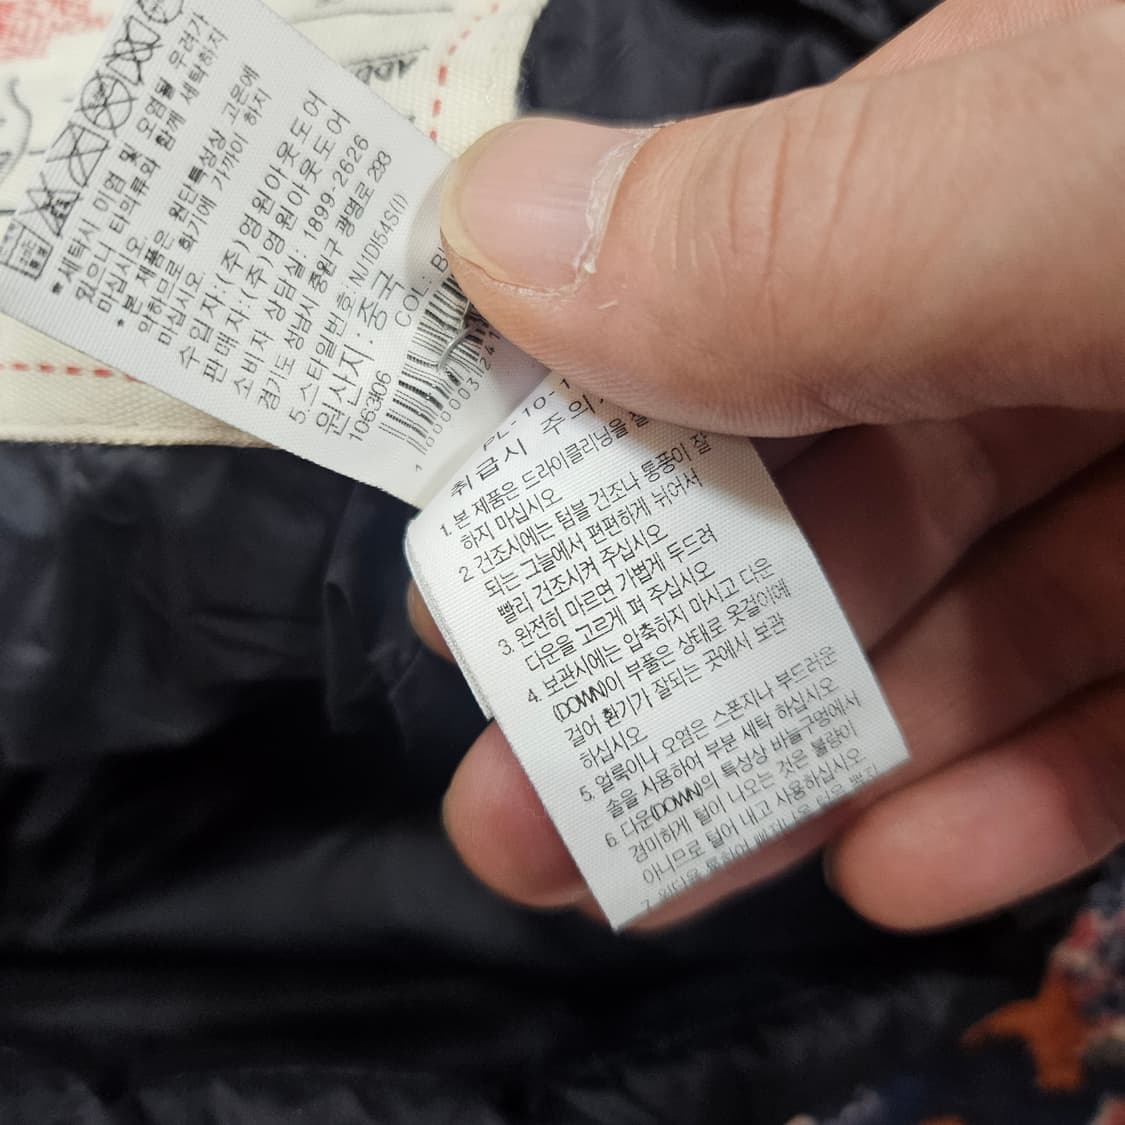 * 세탁시 이염 및 오염될 우려가
있으니 타의류와 함께 세탁하지
마십시오.
* 본 제품은 원단특성상 고온에
약하므로 화기에 가까이 하지
마십시오.
수 입 자:(주)영원아웃도어
판매자:(주)영원아웃도어
소비자 상담실: 1899-2626
경기도 성남시 중원구 광명로 293
5. 스타일번호:NJ1DI54S(I)
원산지:중국
106306 COL: B
취급시 주의
1. 본 제품은 드라이클리닝을
하지 마십시오
2 건조시에는 텀블 건조나 통풍이 잘
되는 그늘에서 편편하게 뉘어서
빨리 건조시켜 주십시오
3. 완전히 마르면 가볍게 두드려
다운을 고르게 펴 주십시오
4. 보관시에는 압축하지 마시고 다운
(DOWN)이 부풀은 상태로 옷걸이에
걸어 환기가 잘되는 곳에서 보관
하십시오
5. 얼룩이나 오염은 스폰지나 부드러운
솔을 사용하여 부분 세탁 하십시오
6. 다운(DOWN)의 특성상 바늘구멍에서
경미하게 털이 나오는 것은 불량이
아니므로 털어 내고 사용하십시오.
ADD